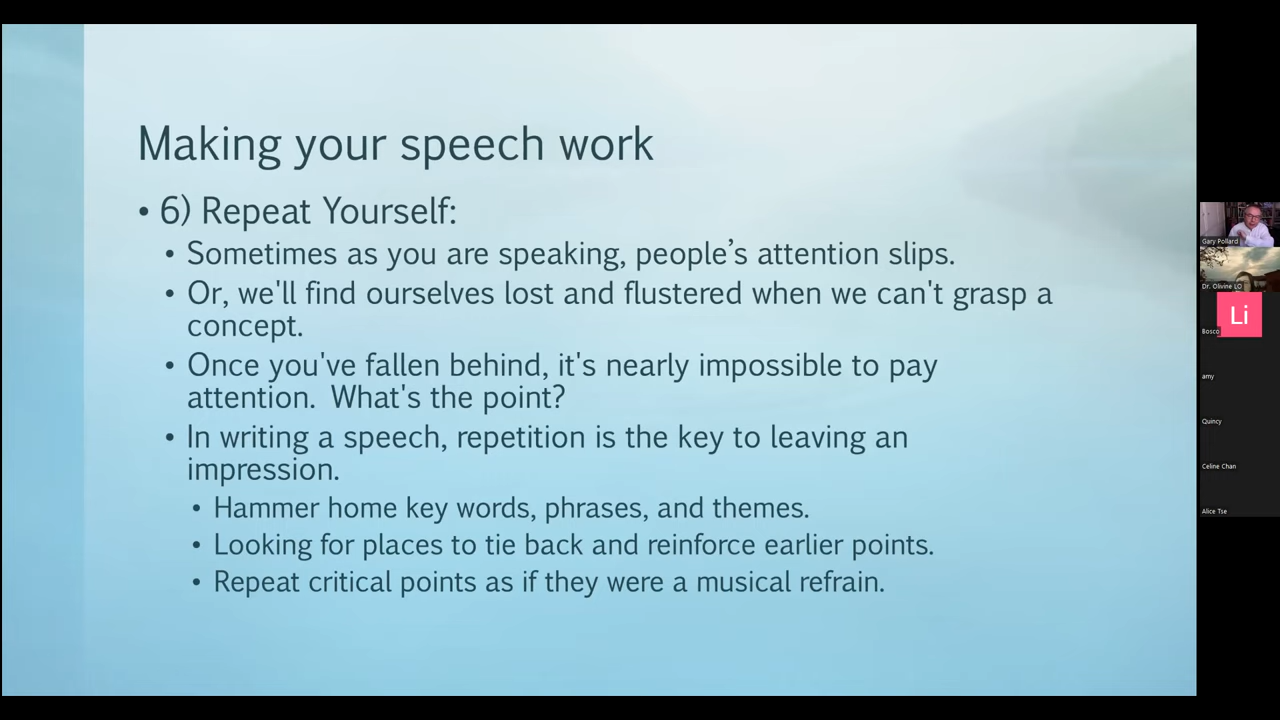 Making your speech work
• 6) Repeat Yourself:
• Sometimes as you are speaking, people’s attention slips.
• Or, we'll find ourselves lost and flustered when we can't grasp a
concept.
• Once you've fallen behind, it's nearly impossible to pay
attention.  What's the point?
• In writing a speech, repetition is the key to leaving an
impression.
• Hammer home key words, phrases, and themes.
• Looking for places to tie back and reinforce earlier points.
• Repeat critical points as if they were a musical refrain.
Gary Pollard
Dr. Olivine LO
Li
Bosco
amy
Quincy
Celine Chan
Alice Tse